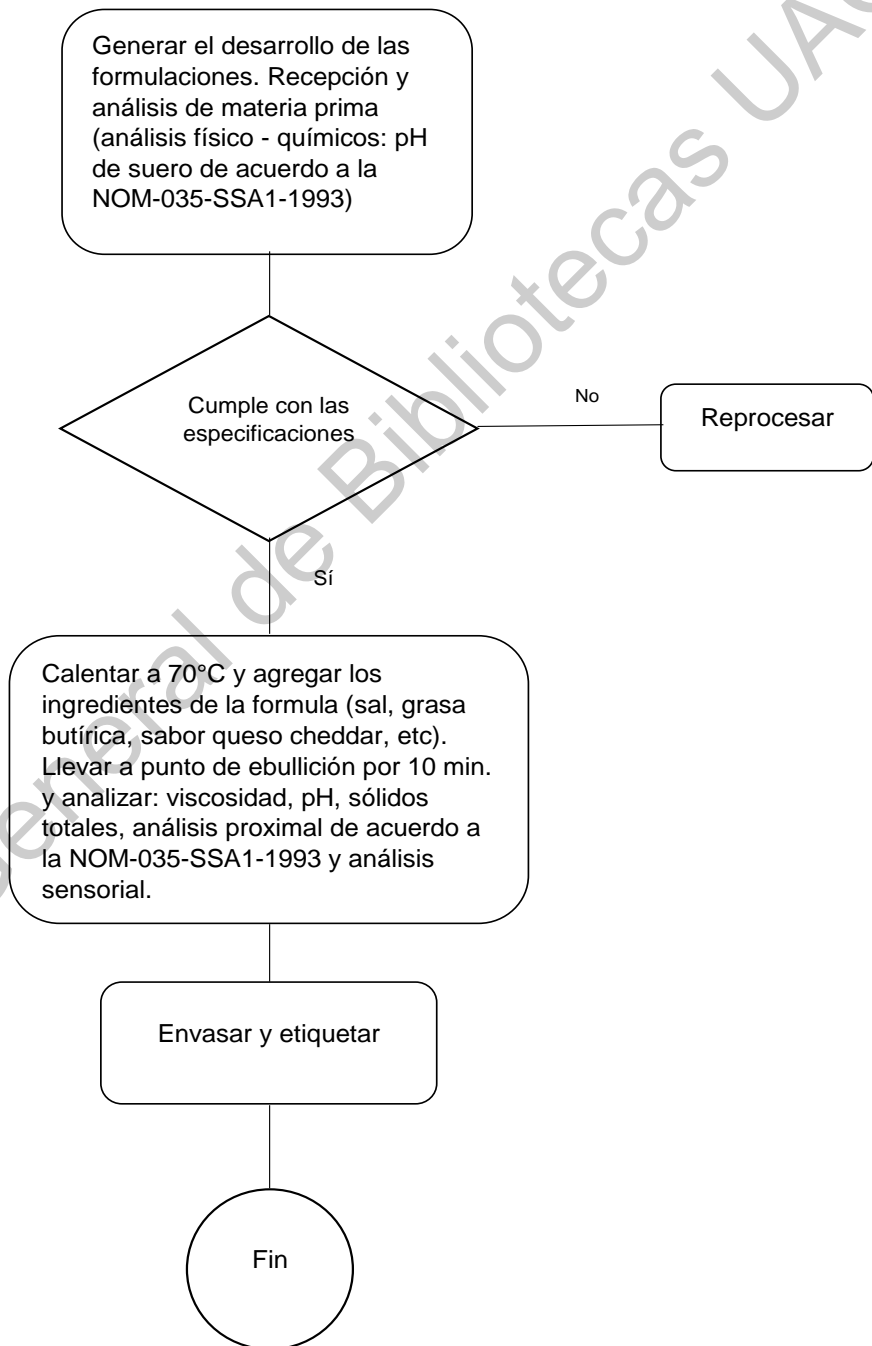 Generar el desarrollo de las
formulaciones. Recepción y
análisis de materia prima
(análisis físico - químicos: pH
de suero de acuerdo a la
NOM-035-SSA1-1993)
Cumple con las
especificaciones
No
Reprocesar
Sí
Calentar a 70°C y agregar los
ingredientes de la formula (sal, grasa
butírica, sabor queso cheddar, etc).
Llevar a punto de ebullición por 10 min.
y analizar: viscosidad, pH, sólidos
totales, análisis proximal de acuerdo a
la NOM-035-SSA1-1993 y análisis
sensorial.
Envasar y etiquetar
Fin
de Bibliotecas